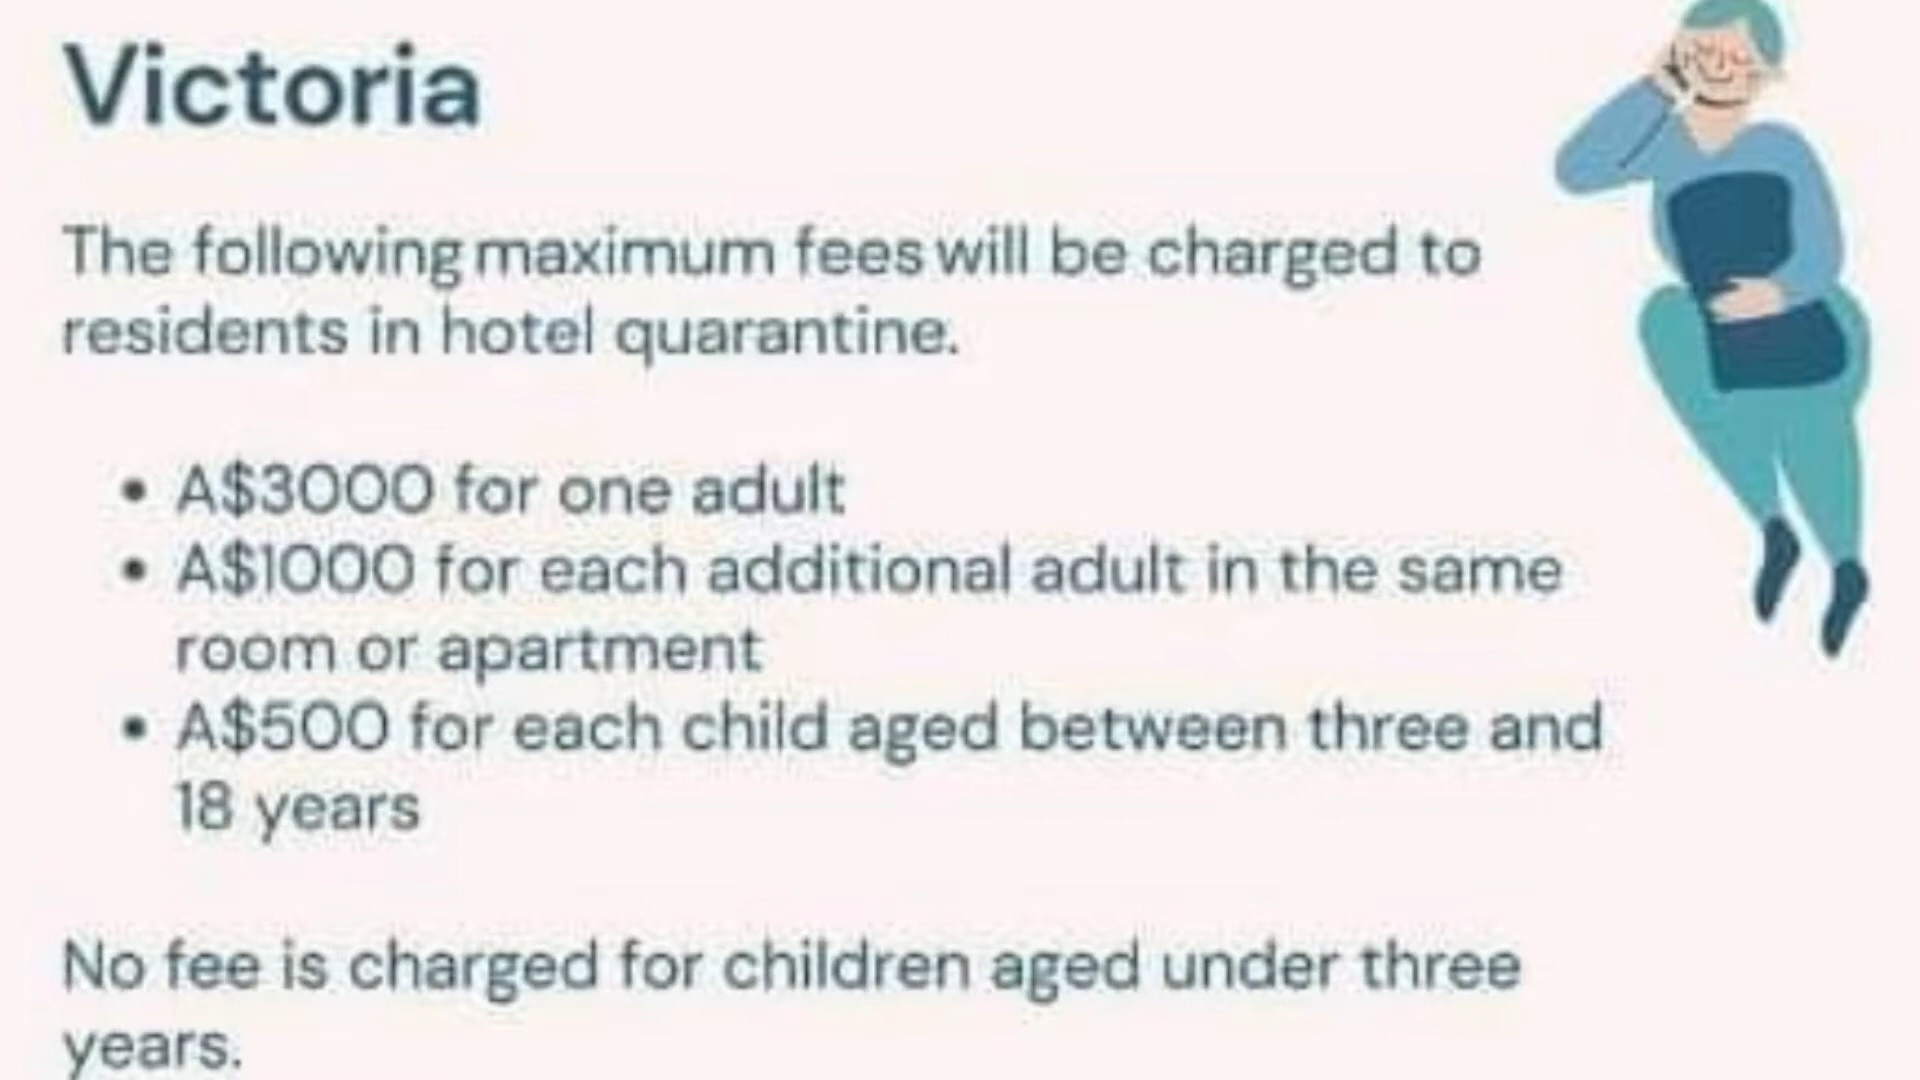 Victoria
The following maximum fees will be charged to
residents in hotel quarantine.
• A$3000 for one adult
• A$1000 for each additional adult in the same
room or apartment
• A$500 for each child aged between three and
18 years
No fee is charged for children aged under three
years.